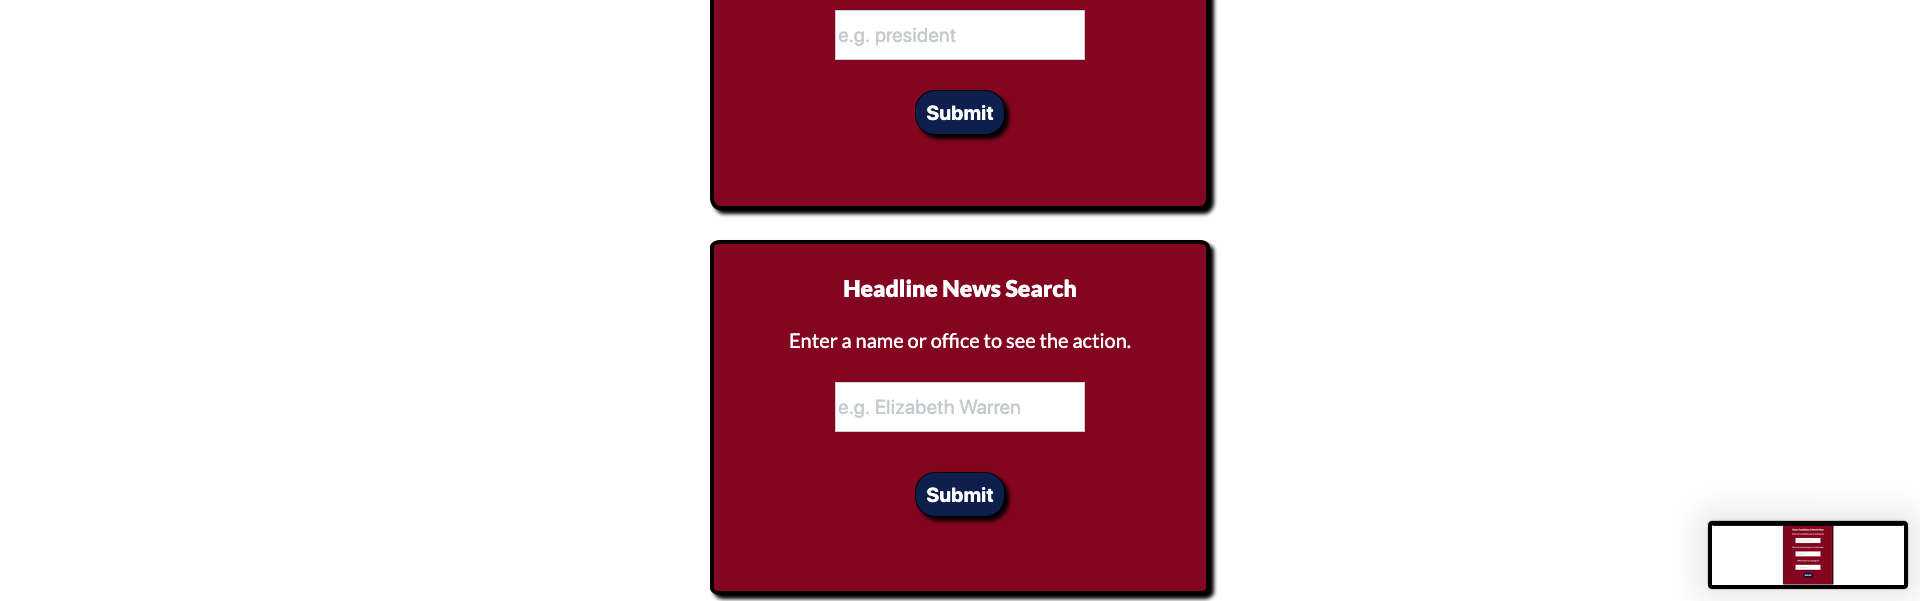 e.g. president
Submit
Headline News Search
Enter a name or office to see the action.
e.g. Elizabeth Warren
Submit